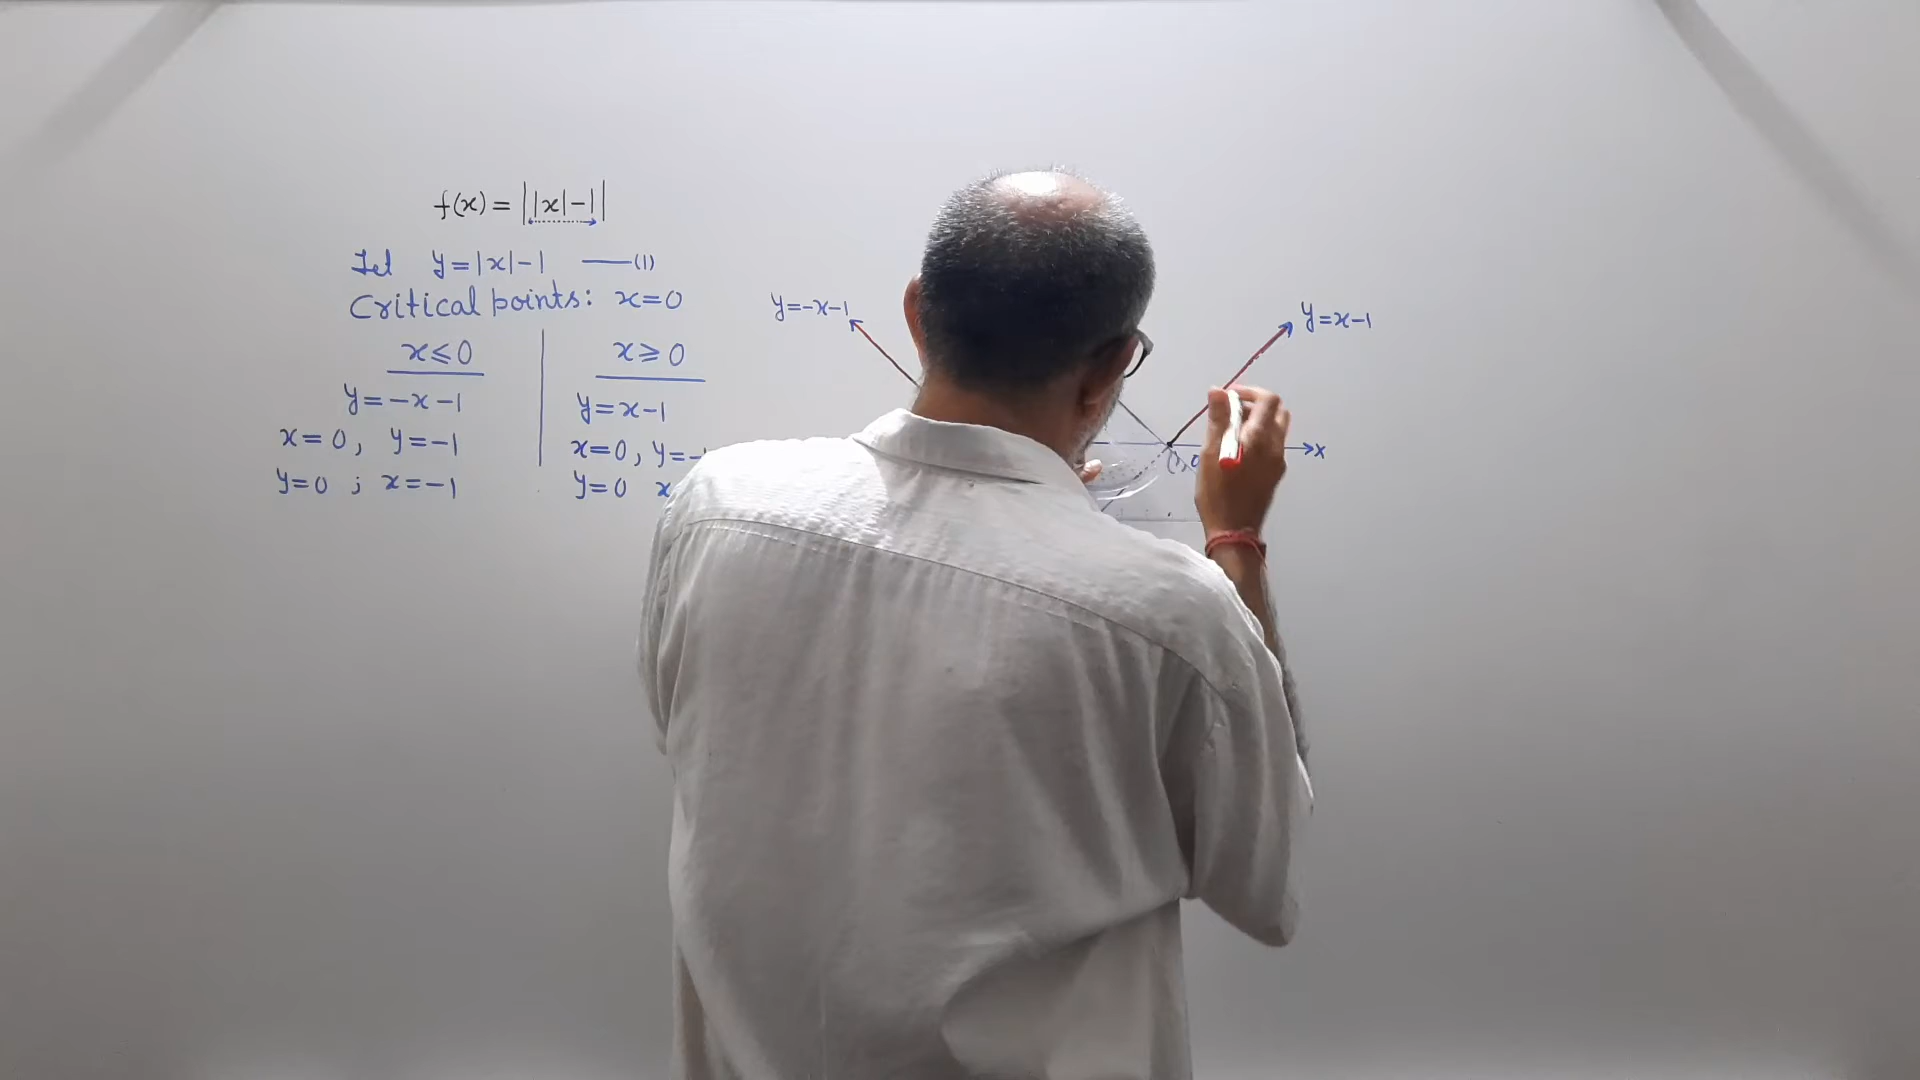 f(x) = ||x|-1|
Let y=|x|-1 ——(1)
Critical points: x=0
x⩽0
y=-x-1
x=0, y=-1
y=0 ; x=-1
x⩾0
y=x-1
x=0, y=-
y=0 x
y=-x-1
y=x-1
x